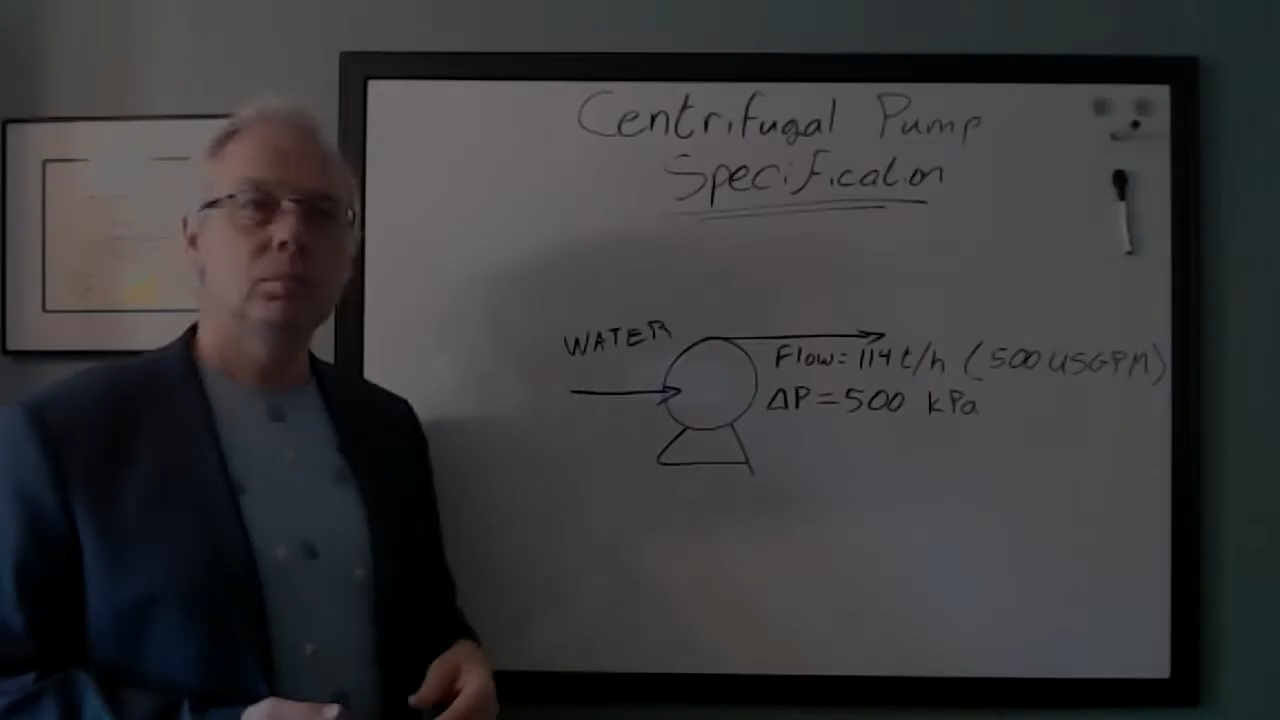 Centrifugal Pump
Specification
WATER
Flow = 114 t/h (500 USGPM)
ΔP = 500 kPa